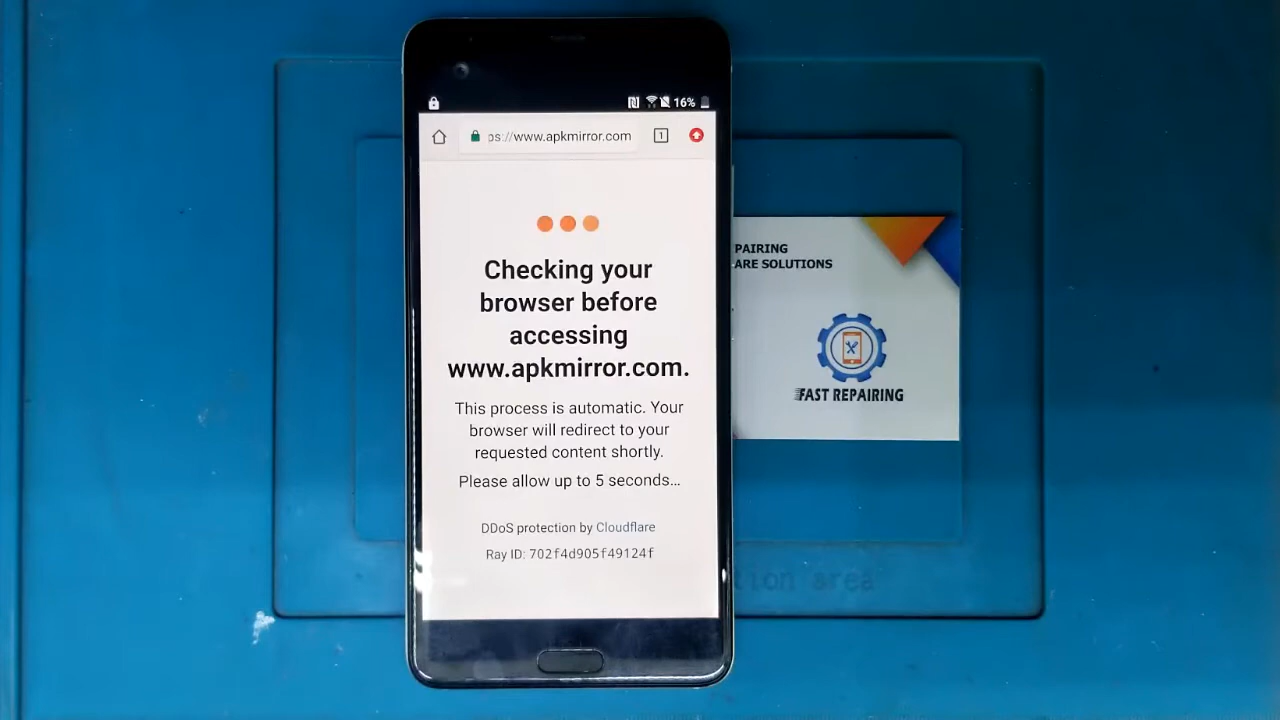 16%
ps://www.apkmirror.com
1
Checking your
browser before
accessing
www.apkmirror.com.
This process is automatic. Your
browser will redirect to your
requested content shortly.
Please allow up to 5 seconds…
DDoS protection by Cloudflare
Ray ID: 702f4d905f49124f
PAIRING
ARE SOLUTIONS
FAST REPAIRING
tion area